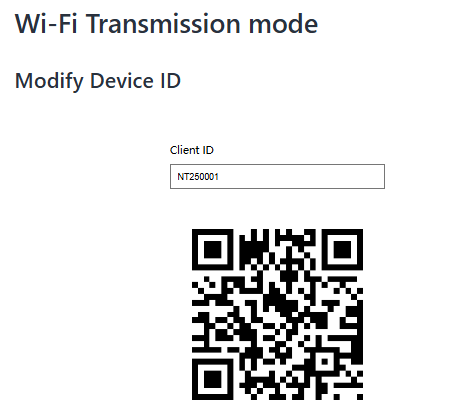 Wi-Fi Transmission mode
Modify Device ID
Client ID
NT250001